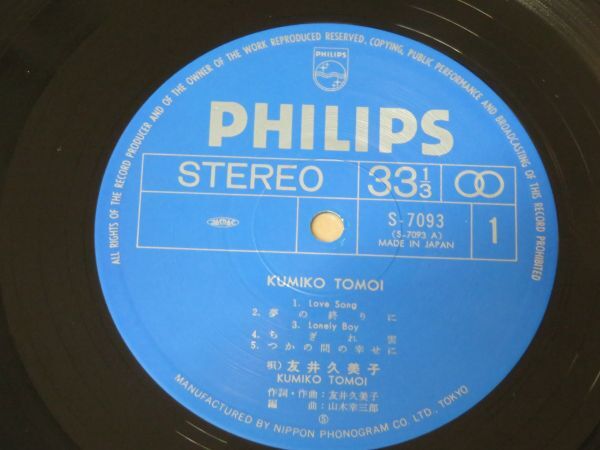 ALL RIGHTS OF THE RECORD PRODUCER AND OF THE OWNER OF THE WORK REPRODUCED RESERVED. COPYING, PUBLIC PERFORMANCE AND BROADCASTING OF THIS RECORD PROHIBITED
PHILIPS
PHILIPS
STEREO
33 1/3
S-7093
(S-7093 A)
MADE IN JAPAN
1
KUMIKO TOMOI
1. Love Song
2. 夢の終りに
3. Lonely Boy
4. ちぎれ雲
5. つかの間の幸せに
唄) 友井久美子
KUMIKO TOMOI
作詞・作曲:友井久美子
編曲:山木幸三郎
Ⓢ
MANUFACTURED BY NIPPON PHONOGRAM CO. LTD., TOKYO